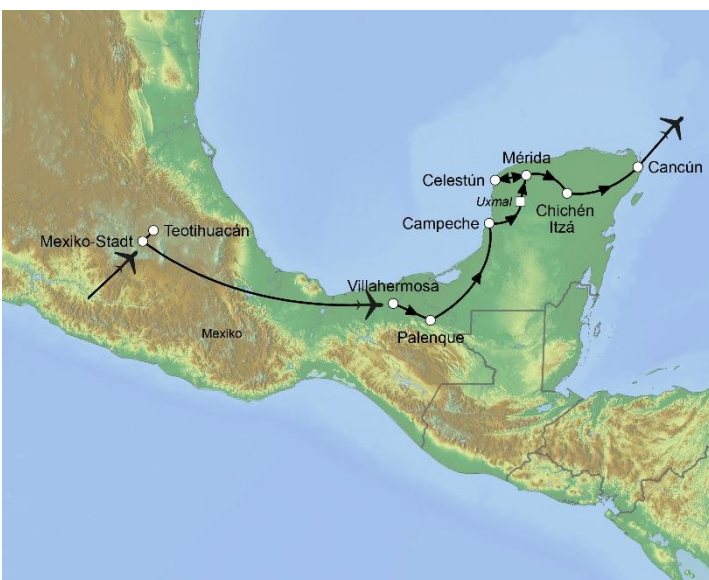 Mérida
Celestún
Cancún
Uxmal
Chichén
Itzá
Campeche
Teotihuacán
Mexiko-Stadt
Villahermosa
Mexiko
Palenque